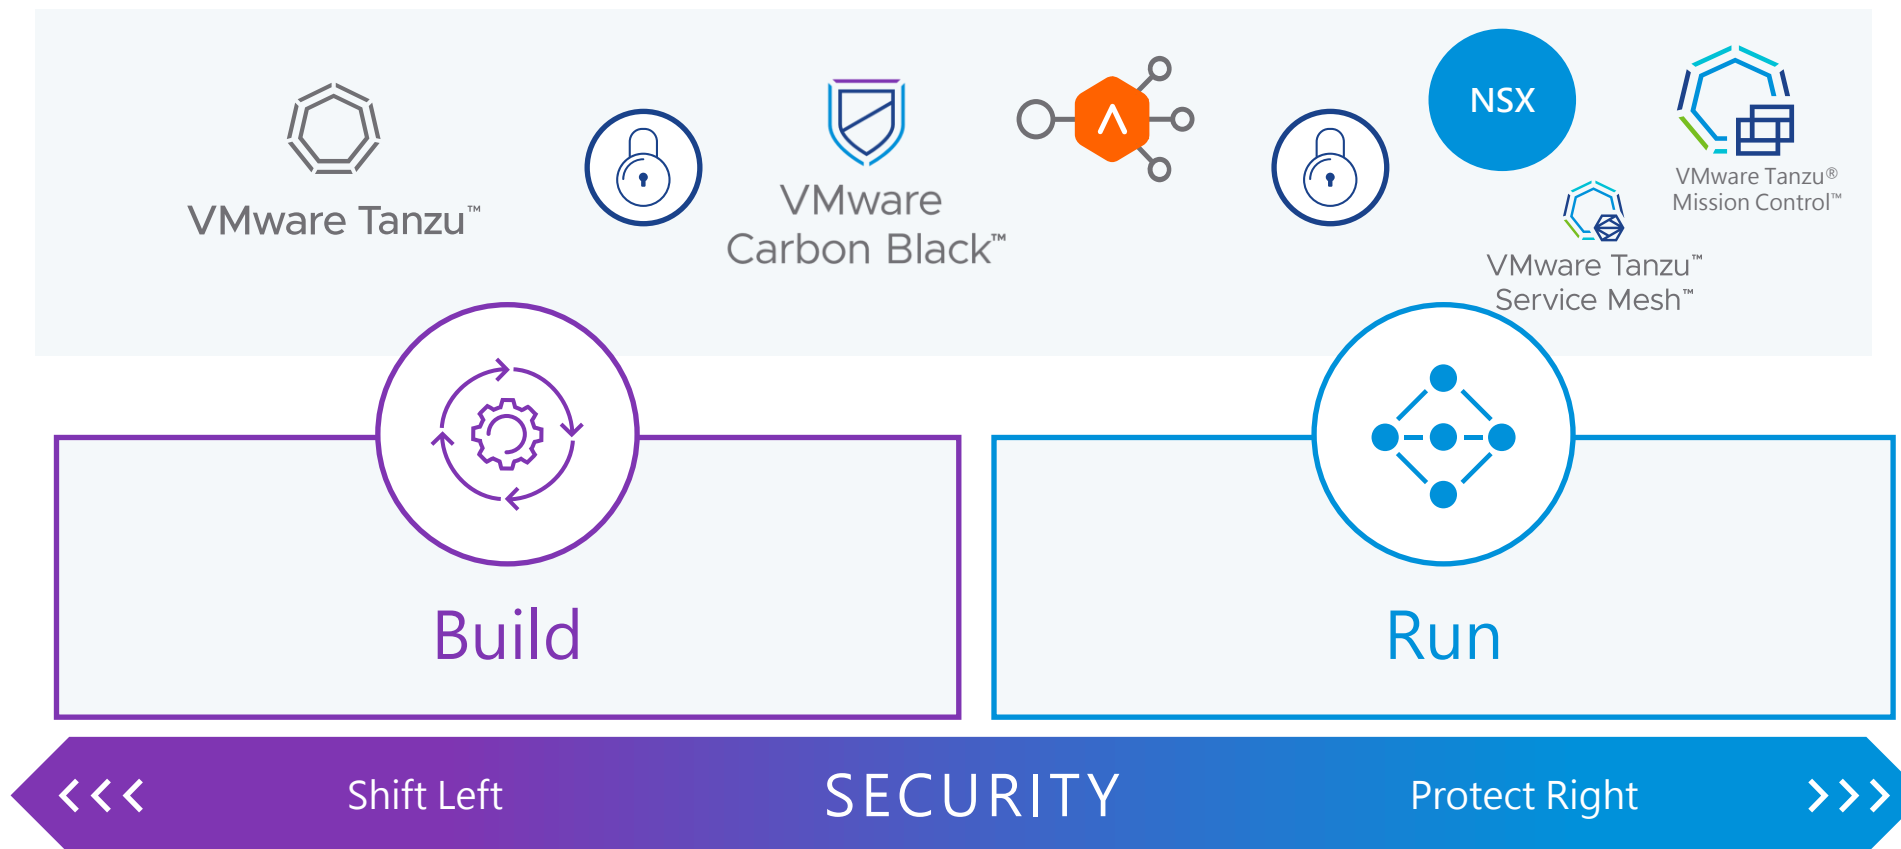 VMware Tanzu™
VMware
Carbon Black™
NSX
VMware Tanzu®
Mission Control™
VMware Tanzu™
Service Mesh™
Build
Run
Shift Left
SECURITY
Protect Right